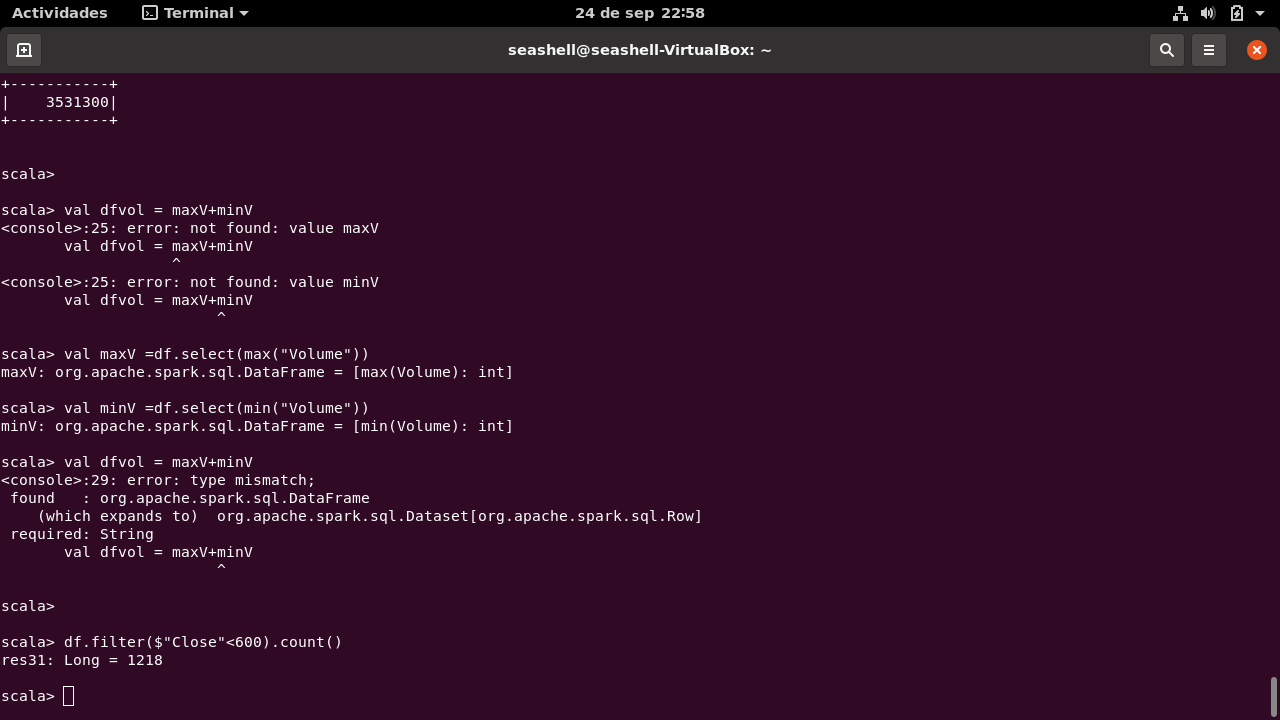 Actividades Terminal 24 de sep 22:58
seashell@seashell-VirtualBox: ~
+-----------+
|    3531300|
+-----------+
scala>
scala> val dfvol = maxV+minV
<console>:25: error: not found: value maxV
       val dfvol = maxV+minV
                   ^
<console>:25: error: not found: value minV
       val dfvol = maxV+minV
                        ^
scala> val maxV =df.select(max("Volume"))
maxV: org.apache.spark.sql.DataFrame = [max(Volume): int]
scala> val minV =df.select(min("Volume"))
minV: org.apache.spark.sql.DataFrame = [min(Volume): int]
scala> val dfvol = maxV+minV
<console>:29: error: type mismatch;
 found   : org.apache.spark.sql.DataFrame
    (which expands to)  org.apache.spark.sql.Dataset[org.apache.spark.sql.Row]
 required: String
       val dfvol = maxV+minV
                        ^
scala>
scala> df.filter($"Close"<600).count()
res31: Long = 1218
scala>